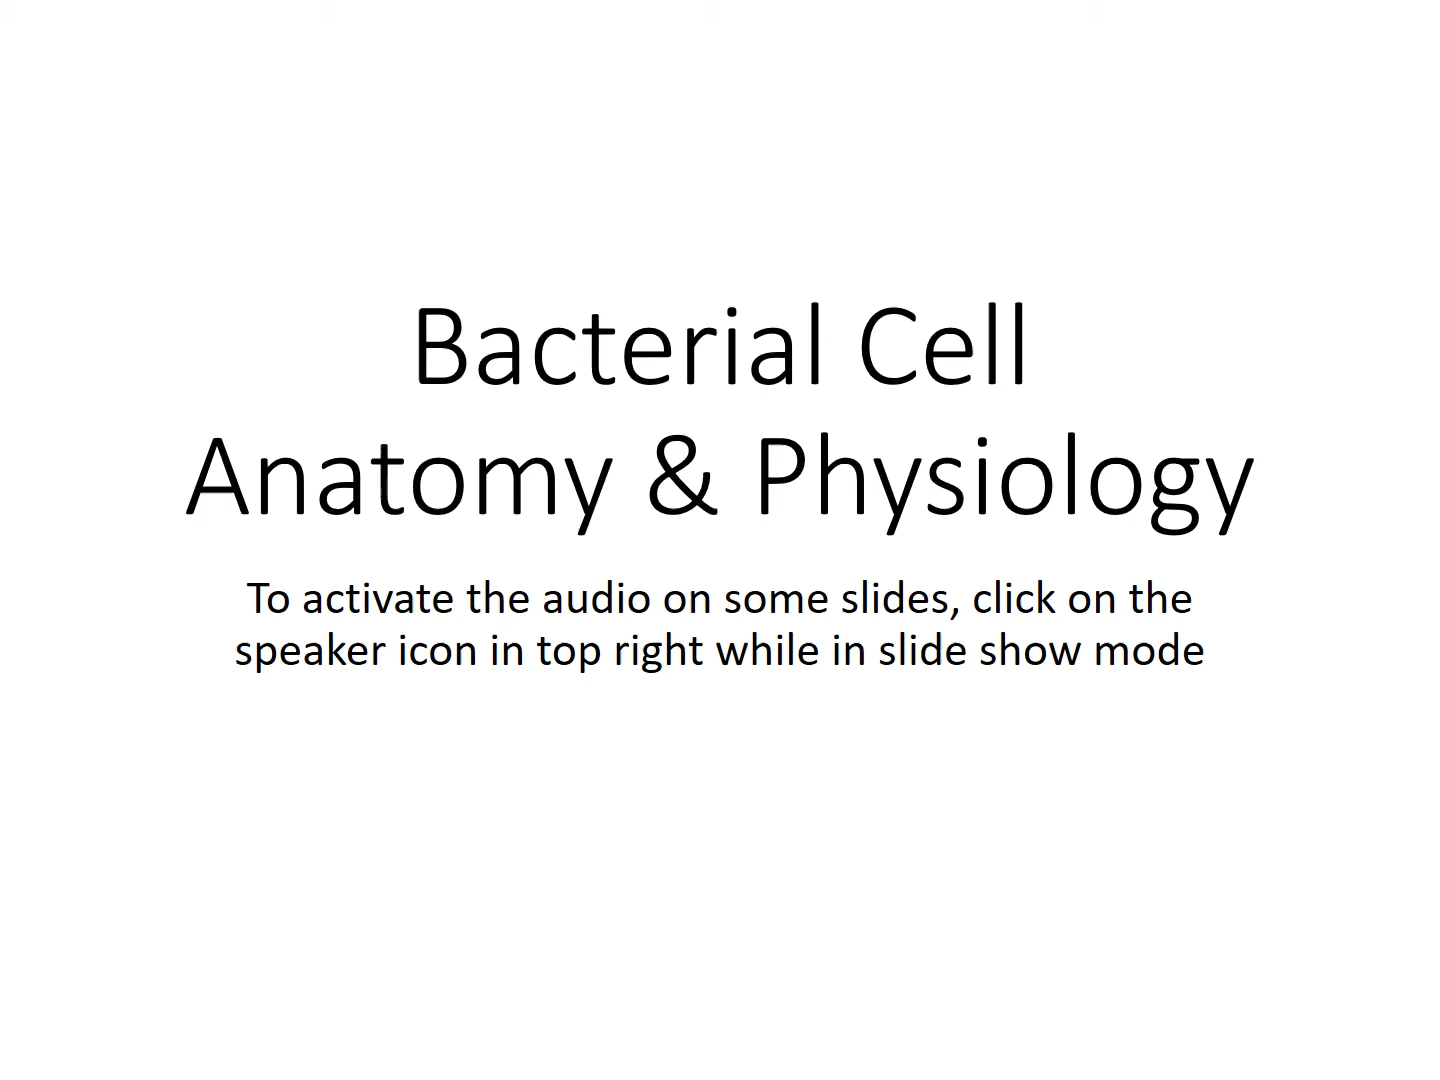 Bacterial Cell
Anatomy & Physiology
To activate the audio on some slides, click on the
speaker icon in top right while in slide show mode